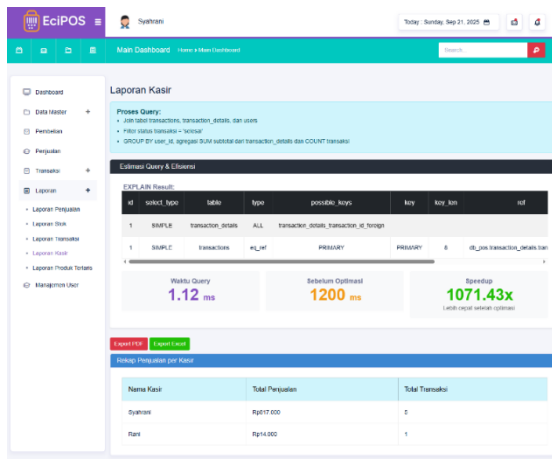 EciPOS
Syahrani
Today : Sunday, Sep 21, 2025
Main Dashboard Home > Main Dashboard
Search...
Dashboard
Data Master +
Pembelian
Penjualan
Transaksi +
Laporan +
Laporan Penjualan
Laporan Stok
Laporan Transaksi
Laporan Kasir
Laporan Produk Terlaris
Manajemen User
Laporan Kasir
Proses Query:
Join tabel transactions, transaction_details, dan users
Filter status transaksi = 'selesai'
GROUP BY user_id, agregasi SUM subtotal dari transaction_details dan COUNT transaksi
Estimasi Query & Efisiensi
EXPLAIN Result:
id select_type table type possible_keys key key_len ref
1 SIMPLE transaction_details ALL transaction_details_transaction_id_foreign
1 SIMPLE transactions eq_ref PRIMARY PRIMARY 8 db_pos.transaction_details.tran
Waktu Query
1.12 ms
Sebelum Optimasi
1200 ms
Speedup
1071.43x
Lebih cepat setelah optimasi
Export PDF Export Excel
Rekap Penjualan per Kasir
Nama Kasir Total Penjualan Total Transaksi
Syahrani Rp817.000
Rani Rp14.000 1